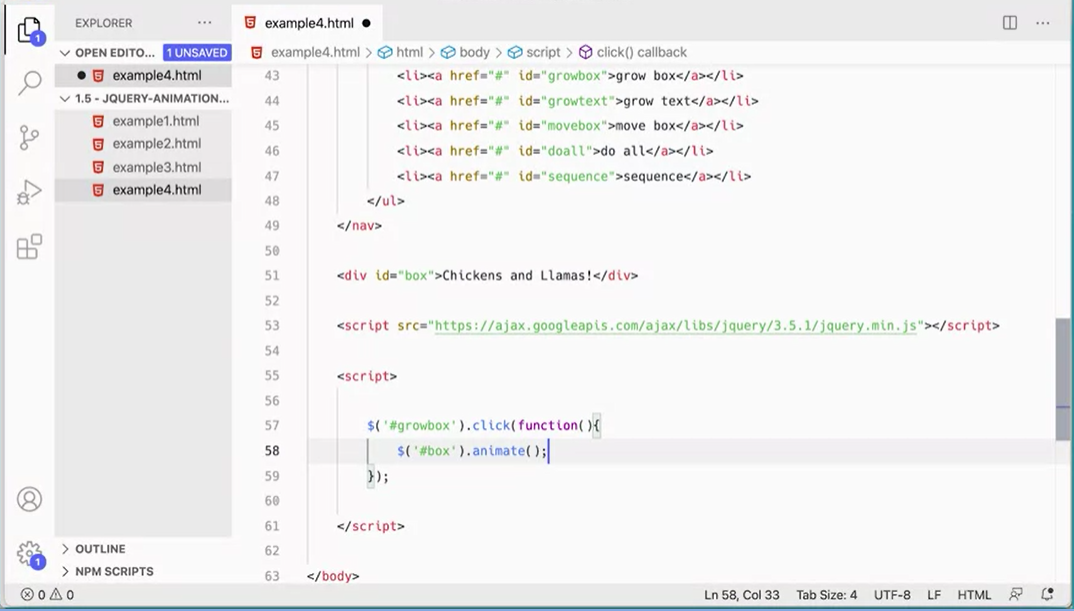 EXPLORER
example4.html
OPEN EDITO... 1 UNSAVED
example4.html
1.5 - JQUERY-ANIMATION...
example1.html
example2.html
example3.html
example4.html
1
1
OUTLINE
NPM SCRIPTS
example4.html > html > body > script > click() callback
43 <li><a href="#" id="growbox">grow box</a></li>
44 <li><a href="#" id="growtext">grow text</a></li>
45 <li><a href="#" id="movebox">move box</a></li>
46 <li><a href="#" id="doall">do all</a></li>
47 <li><a href="#" id="sequence">sequence</a></li>
48 </ul>
49 </nav>
50
51 <div id="box">Chickens and Llamas!</div>
52
53 <script src="https://ajax.googleapis.com/ajax/libs/jquery/3.5.1/jquery.min.js"></script>
54
55 <script>
56
57 $('#growbox').click(function(){
58 $('#box').animate();
59 });
60
61 </script>
62
63 </body>
0 0 Ln 58, Col 33 Tab Size: 4 UTF-8 LF HTML